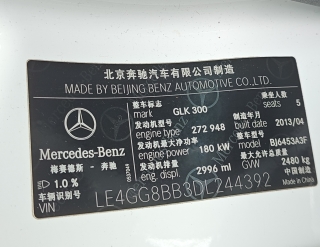 北京奔驰汽车有限公司制造
MADE BY BEIJING BENZ AUTOMOTIVE CO.,LTD.
整车标志 mark GLK 300 乘坐人数 seats 5
发动机型号 engine type 272 948 制造年月 built date 2013/04
发动机最大净功率 engine power 180 kW 整车型号 model BJ6453A3F
发动机排量 eng. displ. 2996 ml 最大允许总质量 GVM 2480 kg
Mercedes-Benz
梅赛德斯－奔驰
1.0 %
中国制造 MADE IN CHINA
车辆识别号 VIN LE4GG8BB3DL244392